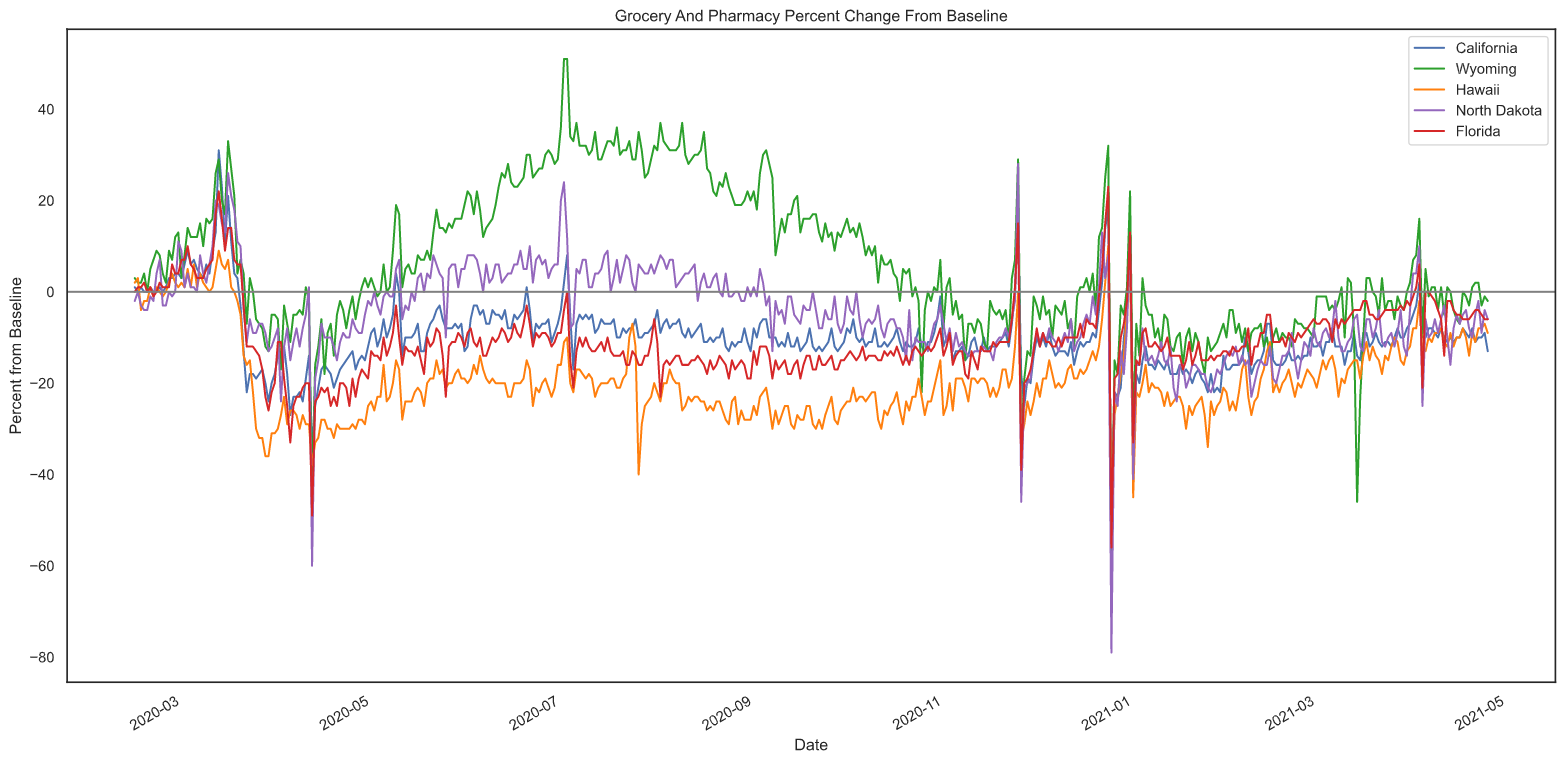 Grocery And Pharmacy Percent Change From Baseline
California
Wyoming
Hawaii
North Dakota
Florida
Percent from Baseline
40
20
0
−20
−40
−60
−80
2020-03
2020-05
2020-07
2020-09
2020-11
2021-01
2021-03
2021-05
Date